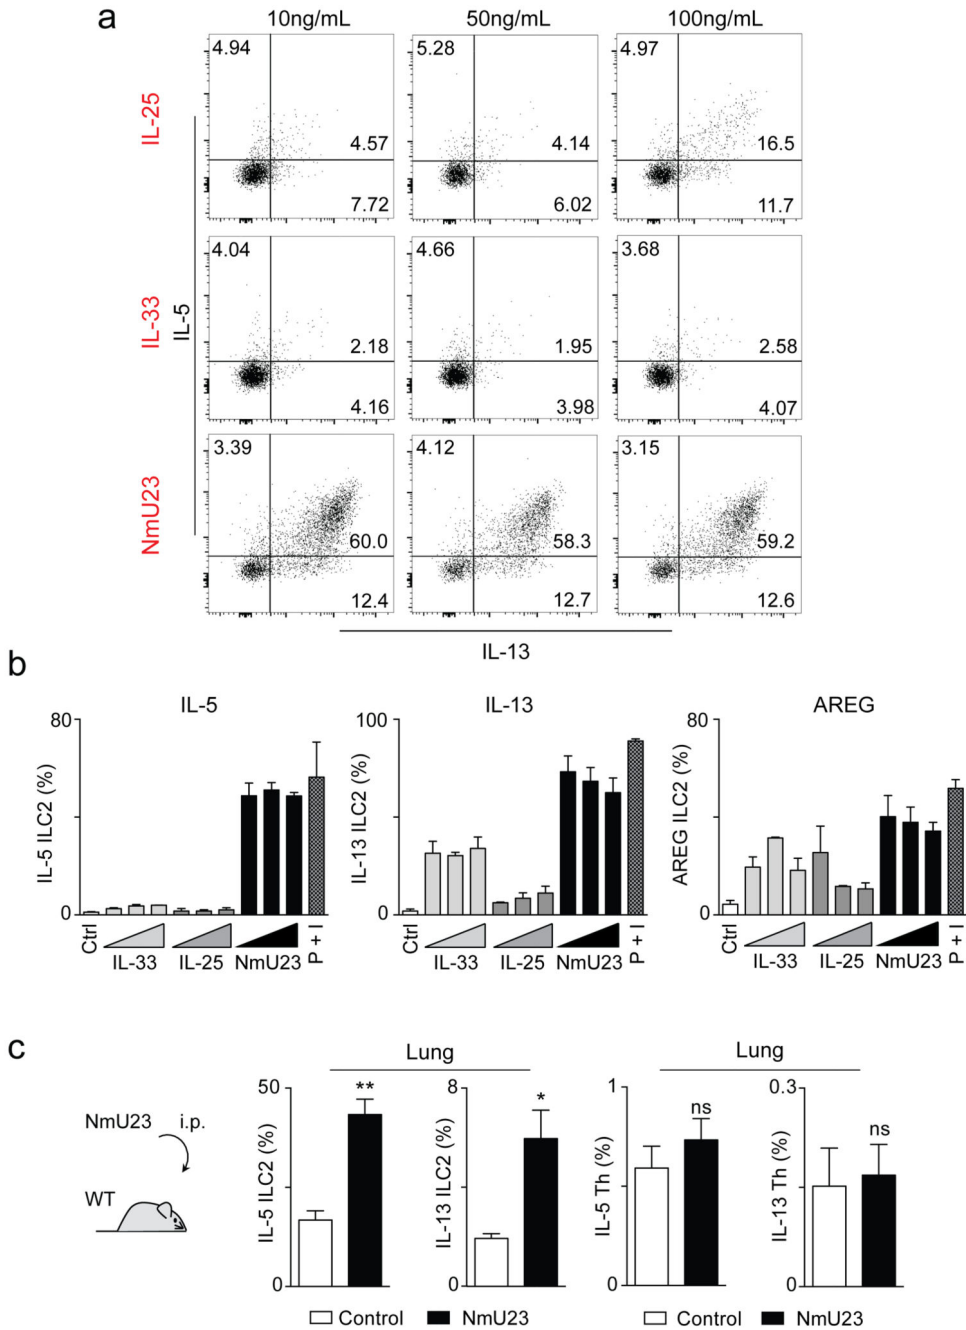 a
10ng/mL 50ng/mL 100ng/mL
IL-25
4.94 5.28 4.97
4.57 4.14 16.5
7.72 6.02 11.7
IL-33
IL-5
4.04 4.66 3.68
2.18 1.95 2.58
4.16 3.98 4.07
NmU23
3.39 4.12 3.15
60.0 58.3 59.2
12.4 12.7 12.6
IL-13
b
IL-5 IL-13 AREG
80 100 80
IL-5 ILC2 (%) IL-13 ILC2 (%) AREG ILC2 (%)
0 0 0
Ctrl IL-33 IL-25 NmU23 P + I
Ctrl IL-33 IL-25 NmU23 P + I
Ctrl IL-33 IL-25 NmU23 P + I
c
Lung Lung
NmU23 i.p.
WT
50 8 1 0.3
** * ns ns
IL-5 ILC2 (%) IL-13 ILC2 (%) IL-5 Th (%) IL-13 Th (%)
0 0 0 0
Control NmU23 Control NmU23